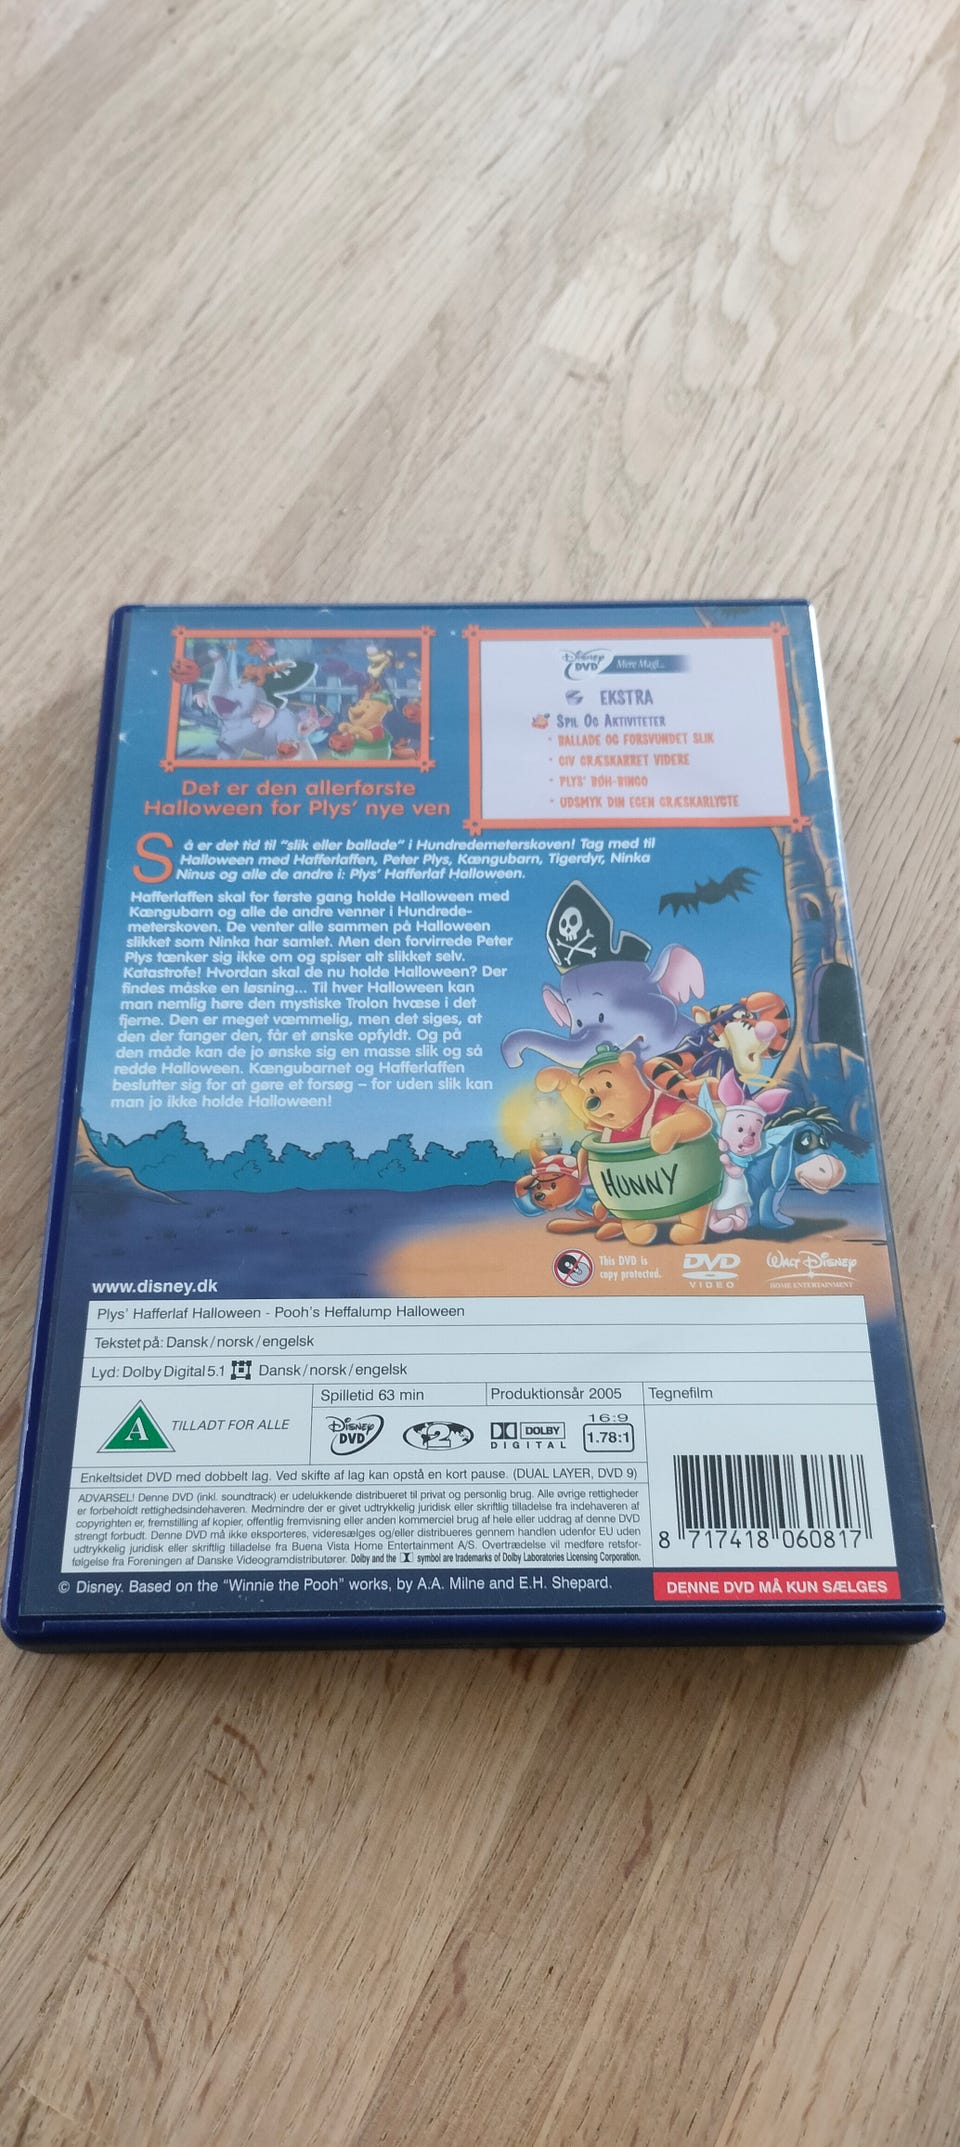 Disney DVD Mere Magi...
EKSTRA
SPIL OG AKTIVITETER
· BALLADE OG FORSVUNDET SLIK
· GIV GRÆSKARRET VIDERE
· PLYS' BØH-BINGO
· UDSMYK DIN EGEN GRÆSKARLYGTE
Det er den allerførste
Halloween for Plys' nye ven
Så er det tid til "slik eller ballade" i Hundredemeterskoven! Tag med til
Halloween med Hafferlaffen, Peter Plys, Kængubarn, Tigerdyr, Ninka
Ninus og alle de andre i: Plys' Hafferlaf Halloween.
Hafferlaffen skal for første gang holde Halloween med
Kængubarn og alle de andre venner i Hundrede-
meterskoven. De venter alle sammen på Halloween
slikket som Ninka har samlet. Men den forvirrede Peter
Plys tænker sig ikke om og spiser alt slikket selv.
Katastrofe! Hvordan skal de nu holde Halloween? Der
findes måske en løsning... Til hver Halloween kan
man nemlig høre den mystiske Trolon hvæse i det
fjerne. Den er meget væmmelig, men det siges, at
den der fanger den, får et ønske opfyldt. Og på
den måde kan de jo ønske sig en masse slik og så
redde Halloween. Kængubarnet og Hafferlaffen
beslutter sig for at gøre et forsøg – for uden slik kan
man jo ikke holde Halloween!
HUNNY
This DVD is
copy protected.
DVD
VIDEO
WALT DISNEY
HOME ENTERTAINMENT
www.disney.dk
Plys' Hafferlaf Halloween - Pooh's Heffalump Halloween
Tekstet på: Dansk/norsk/engelsk
Lyd: Dolby Digital 5.1 Dansk/norsk/engelsk
A TILLADT FOR ALLE
Spilletid 63 min
Produktionsår 2005
Tegnefilm
Disney DVD
2
DOLBY
DIGITAL
16:9
1.78:1
Enkeltsidet DVD med dobbelt lag. Ved skifte af lag kan opstå en kort pause. (DUAL LAYER, DVD 9)
ADVARSEL! Denne DVD (inkl. soundtrack) er udelukkende distribueret til privat og personlig brug. Alle øvrige rettigheder
er forbeholdt rettighedsindehaveren. Medmindre der er givet udtrykkelig juridisk eller skriftlig tilladelse fra indehaveren af
copyrighten er, fremstilling af kopier, offentlig fremvisning eller anden kommerciel brug af hele eller uddrag af denne DVD
strengt forbudt. Denne DVD må ikke eksporteres, videresælges og/eller distribueres gennem handlen udenfor EU uden
udtrykkelig juridisk eller skriftlig tilladelse fra Buena Vista Home Entertainment A/S. Overtrædelse vil medføre retsfor-
følgelse fra Foreningen af Danske Videogramdistributører. Dolby and the symbol are trademarks of Dolby Laboratories Licensing Corporation.
8 717418 060817
© Disney. Based on the "Winnie the Pooh" works, by A.A. Milne and E.H. Shepard.
DENNE DVD MÅ KUN SÆLGES